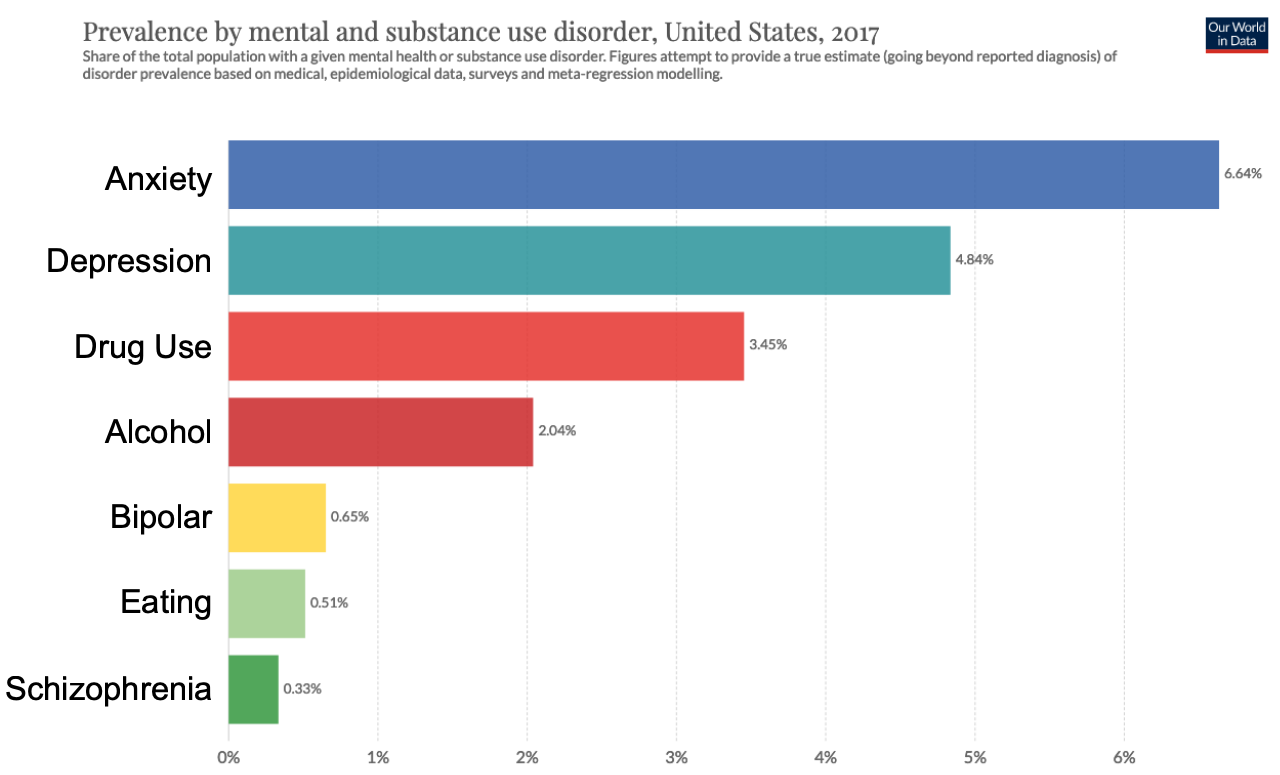 Prevalence by mental and substance use disorder, United States, 2017
Our World
in Data
Share of the total population with a given mental health or substance use disorder. Figures attempt to provide a true estimate (going beyond reported diagnosis) of
disorder prevalence based on medical, epidemiological data, surveys and meta-regression modelling.
Anxiety 6.64%
Depression 4.84%
Drug Use 3.45%
Alcohol 2.04%
Bipolar 0.65%
Eating 0.51%
Schizophrenia 0.33%
0% 1% 2% 3% 4% 5% 6%